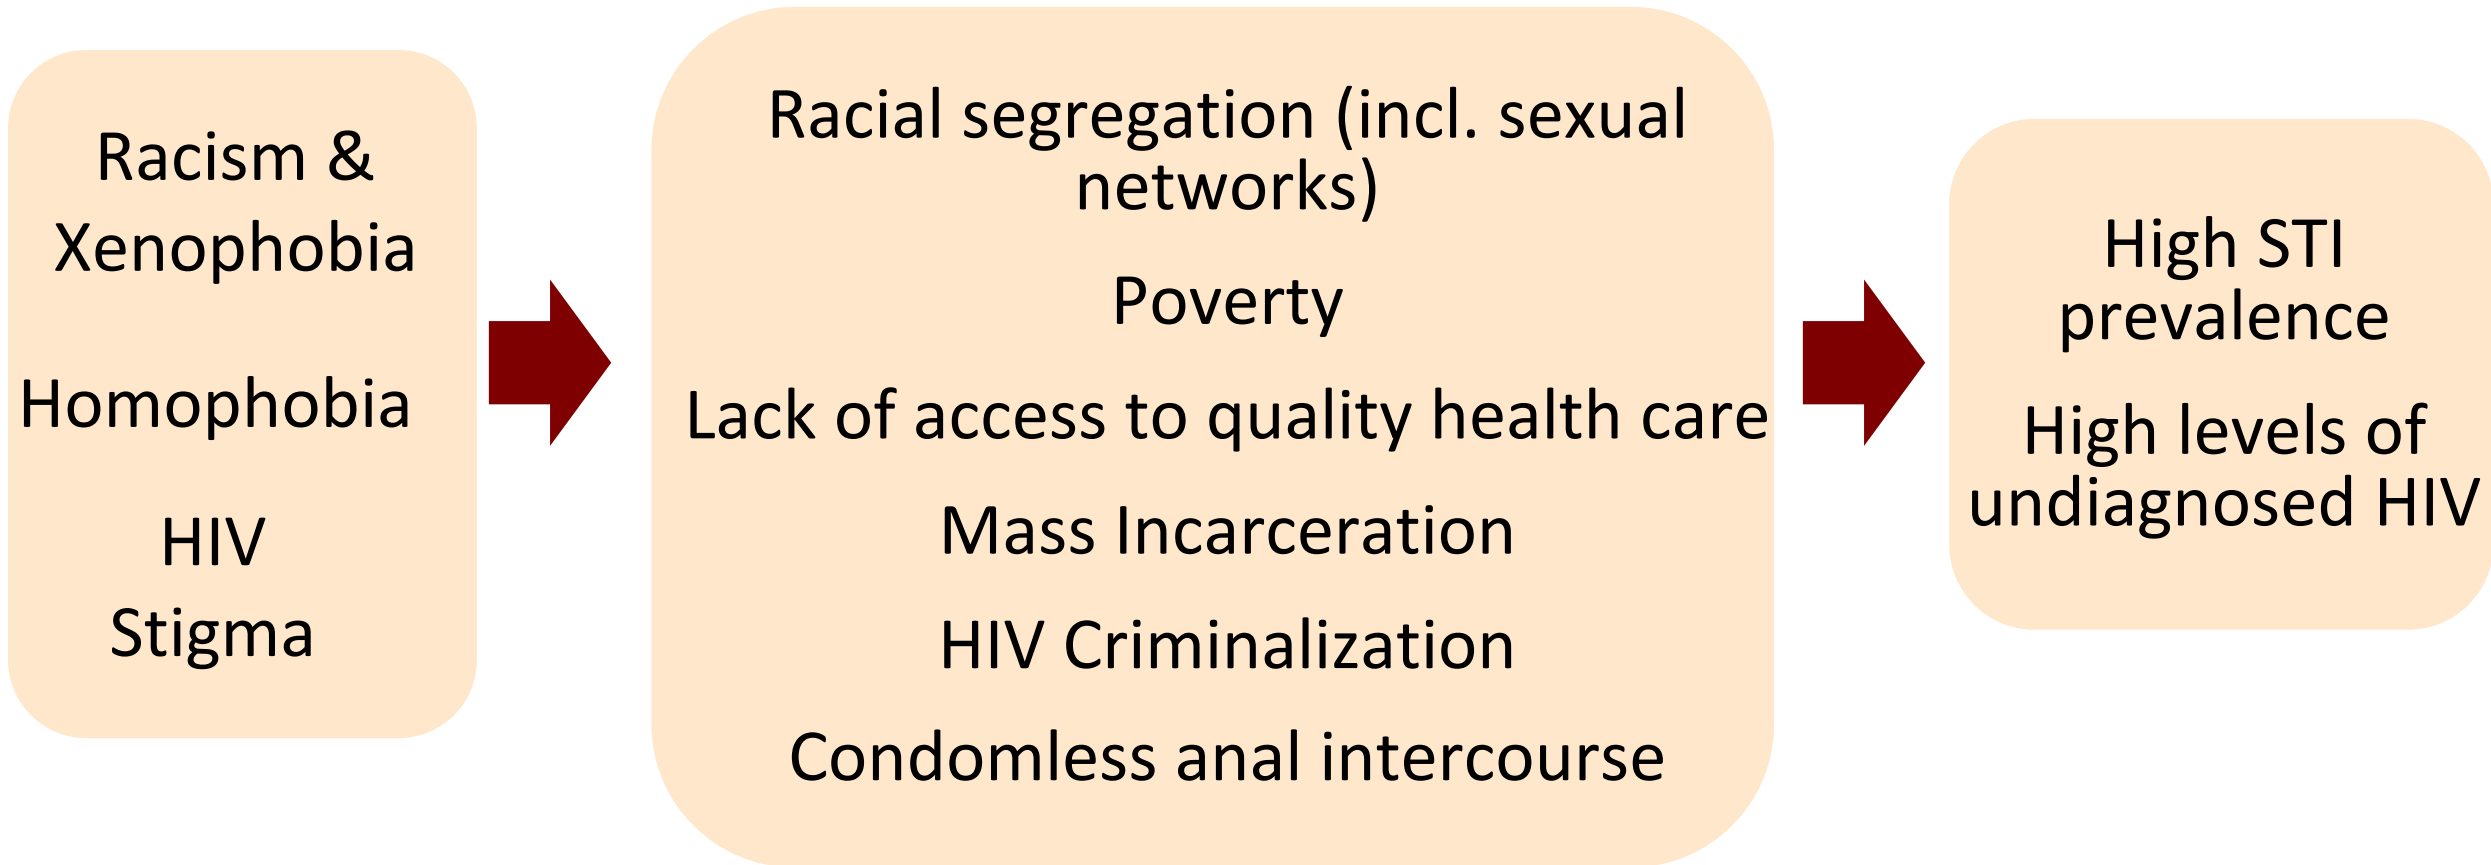 Racism &
Xenophobia
Homophobia
HIV
Stigma
Racial segregation (incl. sexual
networks)
Poverty
Lack of access to quality health care
Mass Incarceration
HIV Criminalization
Condomless anal intercourse
High STI
prevalence
High levels of
undiagnosed HIV